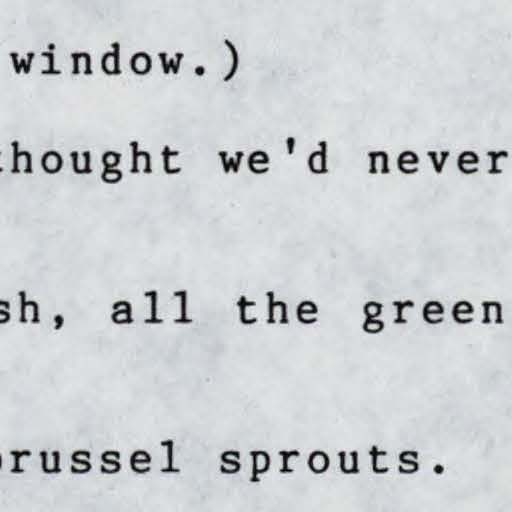 window.)
thought we'd never
sh, all the green
brussel sprouts.